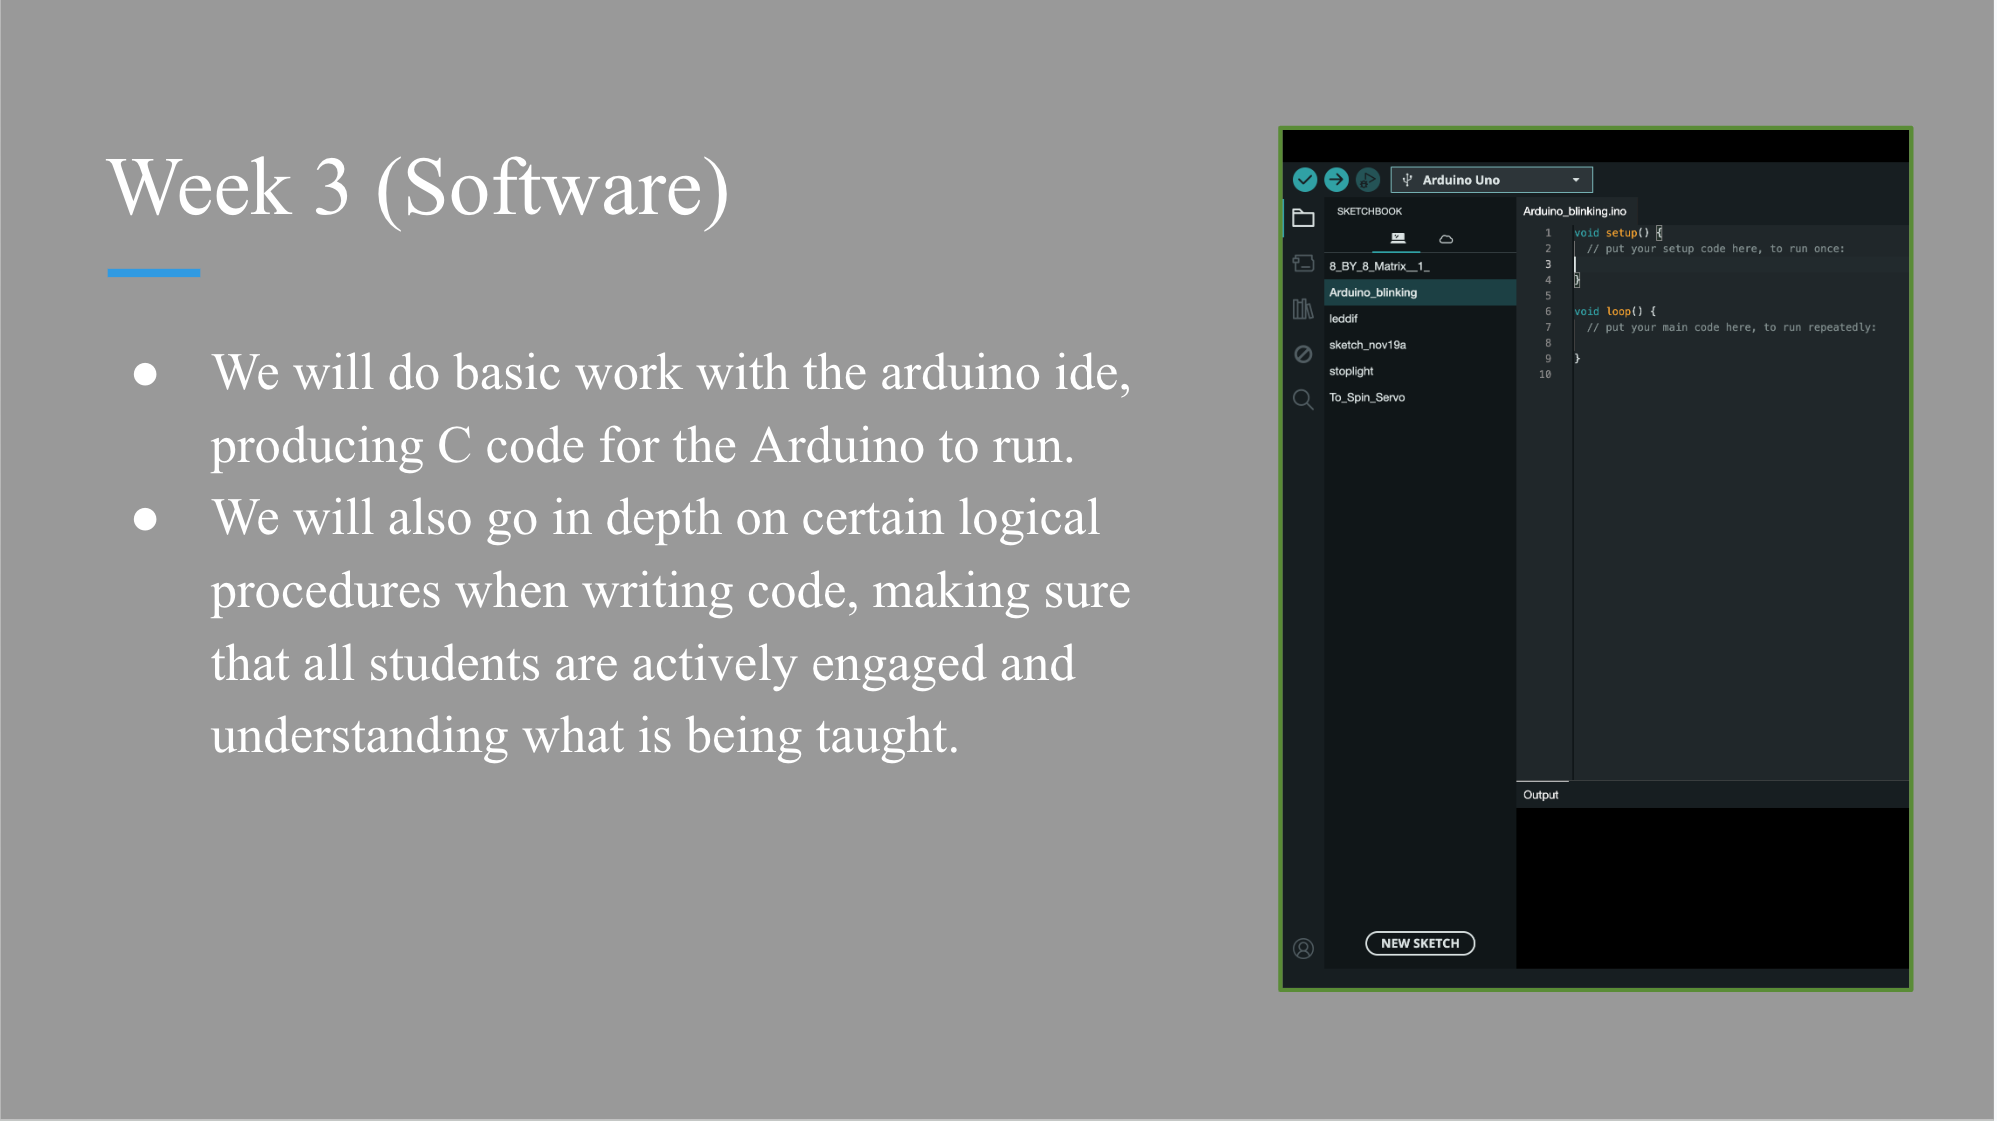 Week 3 (Software)
● We will do basic work with the arduino ide,
producing C code for the Arduino to run.
● We will also go in depth on certain logical
procedures when writing code, making sure
that all students are actively engaged and
understanding what is being taught.
Arduino Uno
SKETCHBOOK
8_BY_8_Matrix__1_
Arduino_blinking
leddif
sketch_nov19a
stoplight
To_Spin_Servo
NEW SKETCH
Arduino_blinking.ino
1 void setup() {
2 // put your setup code here, to run once:
3
4 }
5
6 void loop() {
7 // put your main code here, to run repeatedly:
8
9 }
10
Output